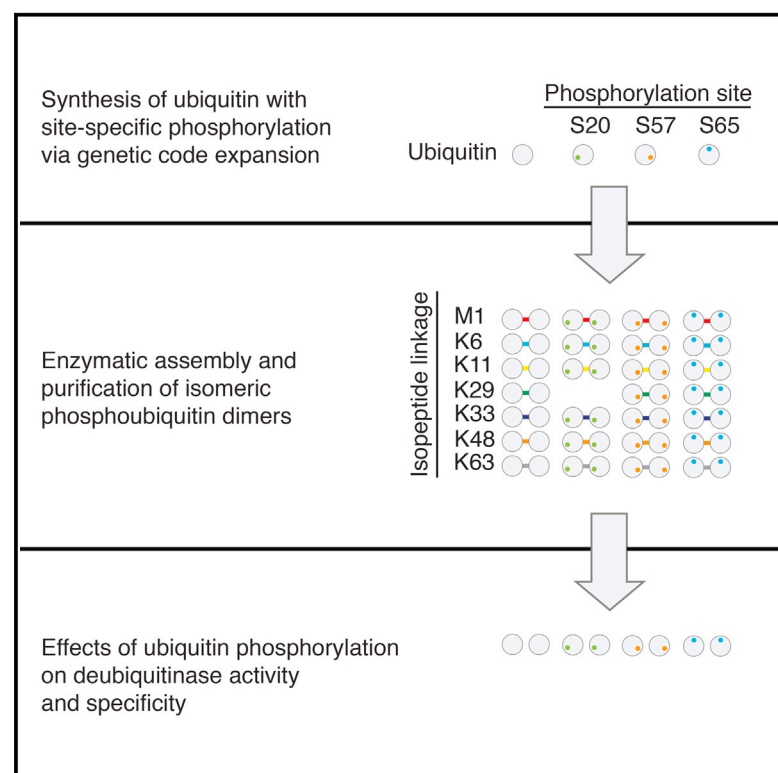 Synthesis of ubiquitin with
site-specific phosphorylation
via genetic code expansion
Phosphorylation site
S20 S57 S65
Ubiquitin
Enzymatic assembly and
purification of isomeric
phosphoubiquitin dimers
Isopeptide linkage
M1
K6
K11
K29
K33
K48
K63
Effects of ubiquitin phosphorylation
on deubiquitinase activity
and specificity